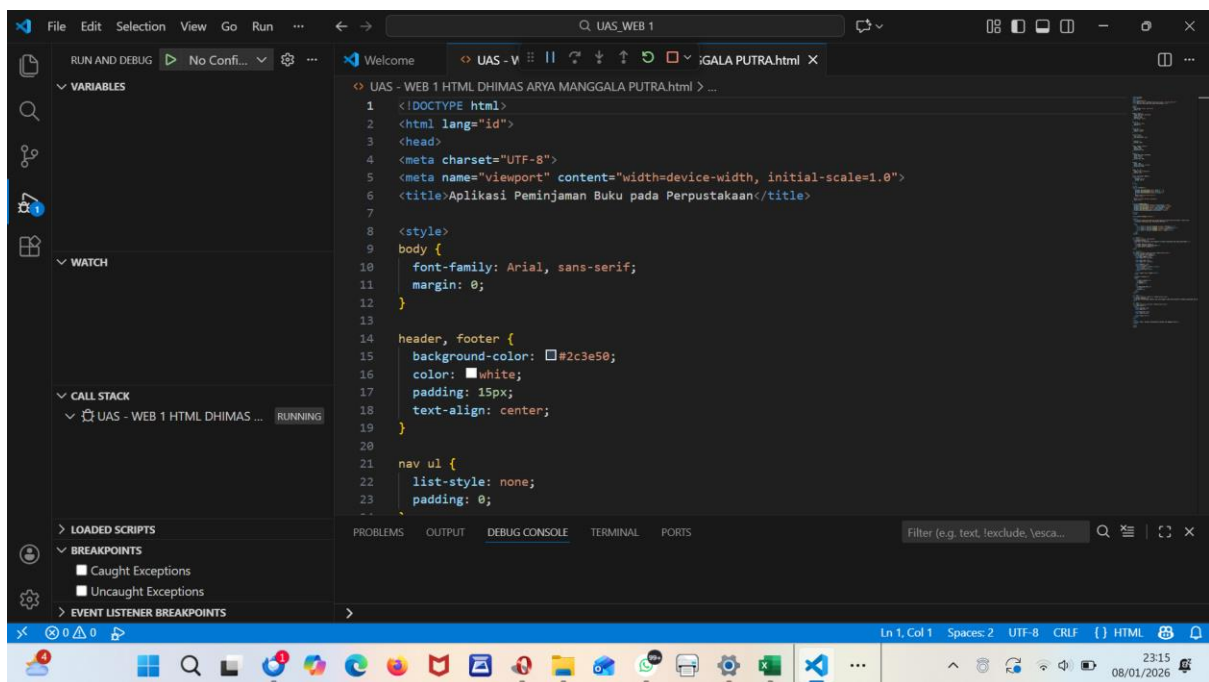 File Edit Selection View Go Run ...
UAS_WEB 1
RUN AND DEBUG No Confi... ...
Welcome
<> UAS - W
GGALA PUTRA.html
VARIABLES
WATCH
CALL STACK
UAS - WEB 1 HTML DHIMAS ... RUNNING
LOADED SCRIPTS
BREAKPOINTS
Caught Exceptions
Uncaught Exceptions
EVENT LISTENER BREAKPOINTS
<> UAS - WEB 1 HTML DHIMAS ARYA MANGGALA PUTRA.html > ...
1 <!DOCTYPE html>
2 <html lang="id">
3 <head>
4 <meta charset="UTF-8">
5 <meta name="viewport" content="width=device-width, initial-scale=1.0">
6 <title>Aplikasi Peminjaman Buku pada Perpustakaan</title>
7
8 <style>
9 body {
10 font-family: Arial, sans-serif;
11 margin: 0;
12 }
13
14 header, footer {
15 background-color: #2c3e50;
16 color: white;
17 padding: 15px;
18 text-align: center;
19 }
20
21 nav ul {
22 list-style: none;
23 padding: 0;
PROBLEMS OUTPUT DEBUG CONSOLE TERMINAL PORTS
Filter (e.g. text, !exclude, \esca...
>
0 0
Ln 1, Col 1 Spaces: 2 UTF-8 CRLF {} HTML
23:15
08/01/2026